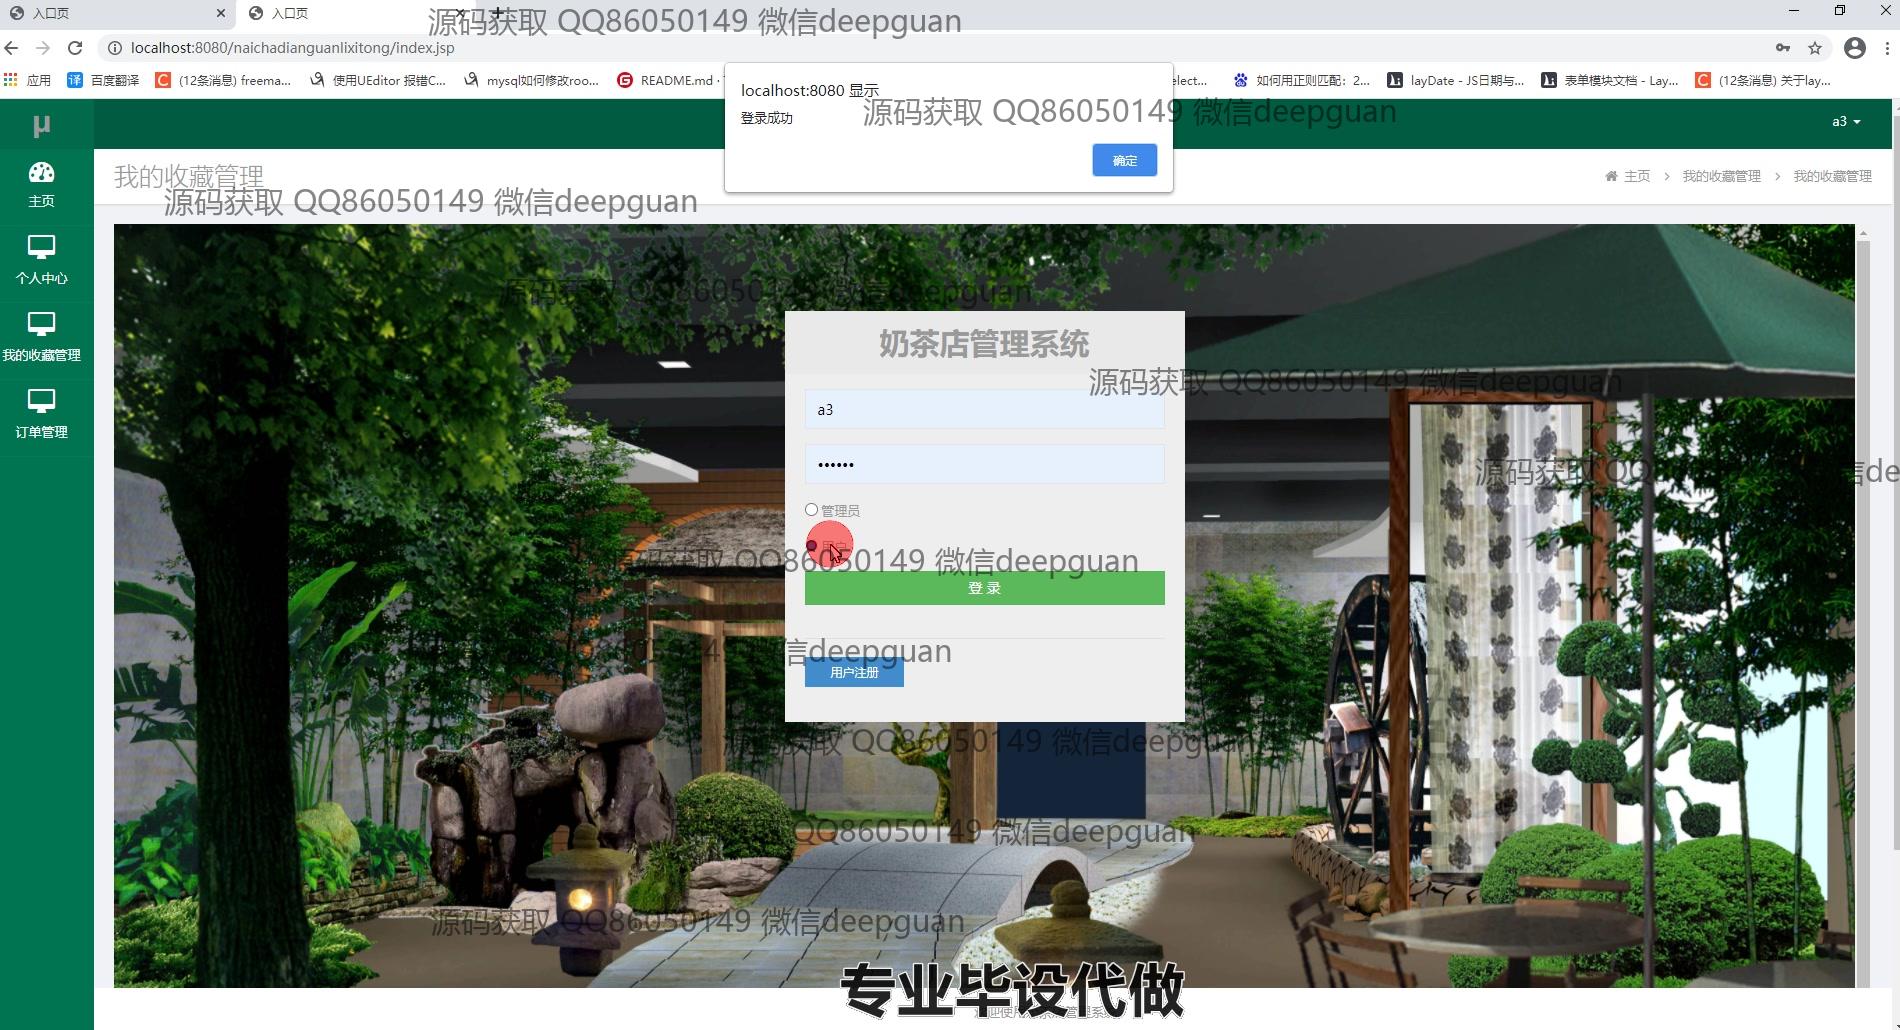 入口页
入口页
源码获取 QQ86050149 微信deepguan
localhost:8080/naichadianguanlixitong/index.jsp
应用
百度翻译
(12条消息) freema...
使用UEditor 报错C...
mysql如何修改roo...
README.md ·
elect...
如何用正则匹配：2...
layDate - JS日期与...
表单模块文档 - Lay...
(12条消息) 关于lay...
localhost:8080 显示
登录成功
源码获取 QQ86050149 微信deepguan
确定
μ
a3
我的收藏管理
主页 > 我的收藏管理 > 我的收藏管理
源码获取 QQ86050149 微信deepguan
主页
个人中心
我的收藏管理
订单管理
源码获取 QQ86050149 微信deepguan
奶茶店管理系统
源码获取 QQ86050149 微信deepguan
a3
源码获取 QQ
信de
管理员
源码获取 QQ86050149 微信deepguan
登 录
微信deepguan
用户注册
源码获取 QQ86050149 微信deepguan
源码获取 QQ86050149 微信deepguan
源码获取 QQ86050149 微信deepguan
专业毕设代做